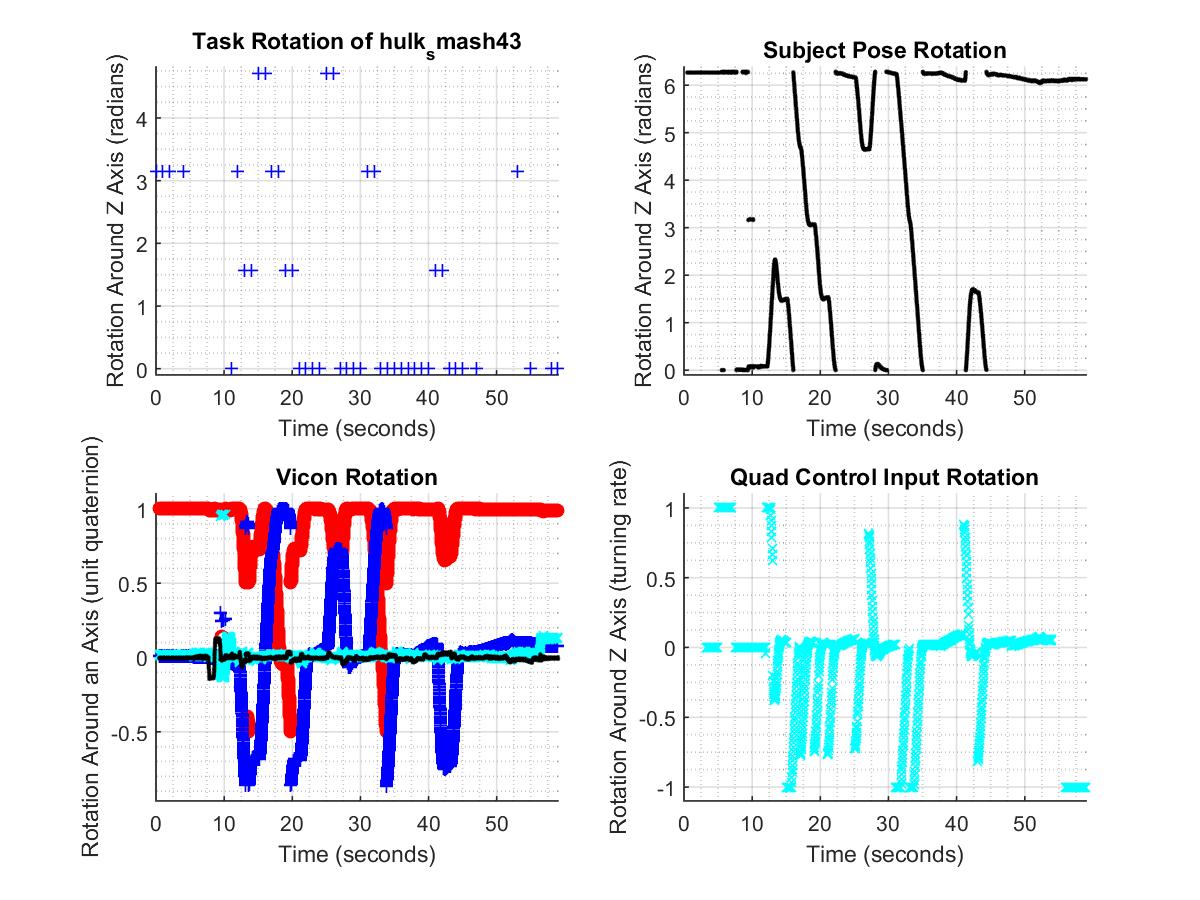 Task Rotation of hulksmash43
Rotation Around Z Axis (radians)
4
3
2
1
0
0 10 20 30 40 50
Time (seconds)
Subject Pose Rotation
Rotation Around Z Axis (radians)
6
5
4
3
2
1
0
0 10 20 30 40 50
Time (seconds)
Vicon Rotation
Rotation Around an Axis (unit quaternion)
1
0.5
0
-0.5
0 10 20 30 40 50
Time (seconds)
Quad Control Input Rotation
Rotation Around Z Axis (turning rate)
1
0.5
0
-0.5
-1
0 10 20 30 40 50
Time (seconds)